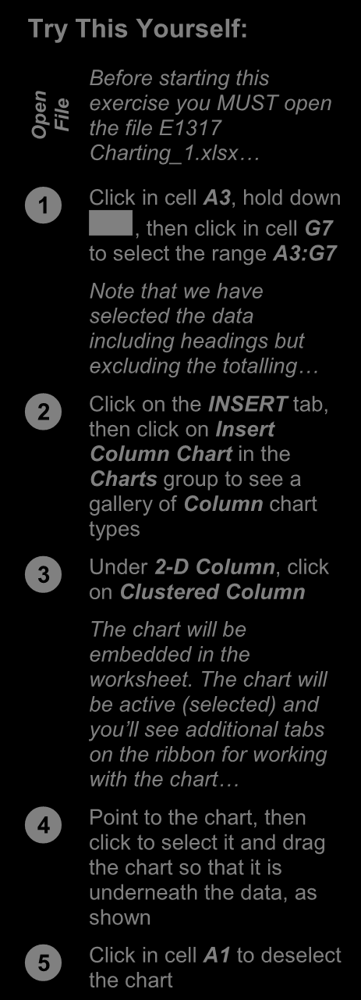 Try This Yourself:
Open
File
Before starting this
exercise you MUST open
the file E1317
Charting_1.xlsx…
1
Click in cell A3, hold down
, then click in cell G7
to select the range A3:G7
Note that we have
selected the data
including headings but
excluding the totalling…
2
Click on the INSERT tab,
then click on Insert
Column Chart in the
Charts group to see a
gallery of Column chart
types
3
Under 2-D Column, click
on Clustered Column
The chart will be
embedded in the
worksheet. The chart will
be active (selected) and
you’ll see additional tabs
on the ribbon for working
with the chart…
4
Point to the chart, then
click to select it and drag
the chart so that it is
underneath the data, as
shown
5
Click in cell A1 to deselect
the chart